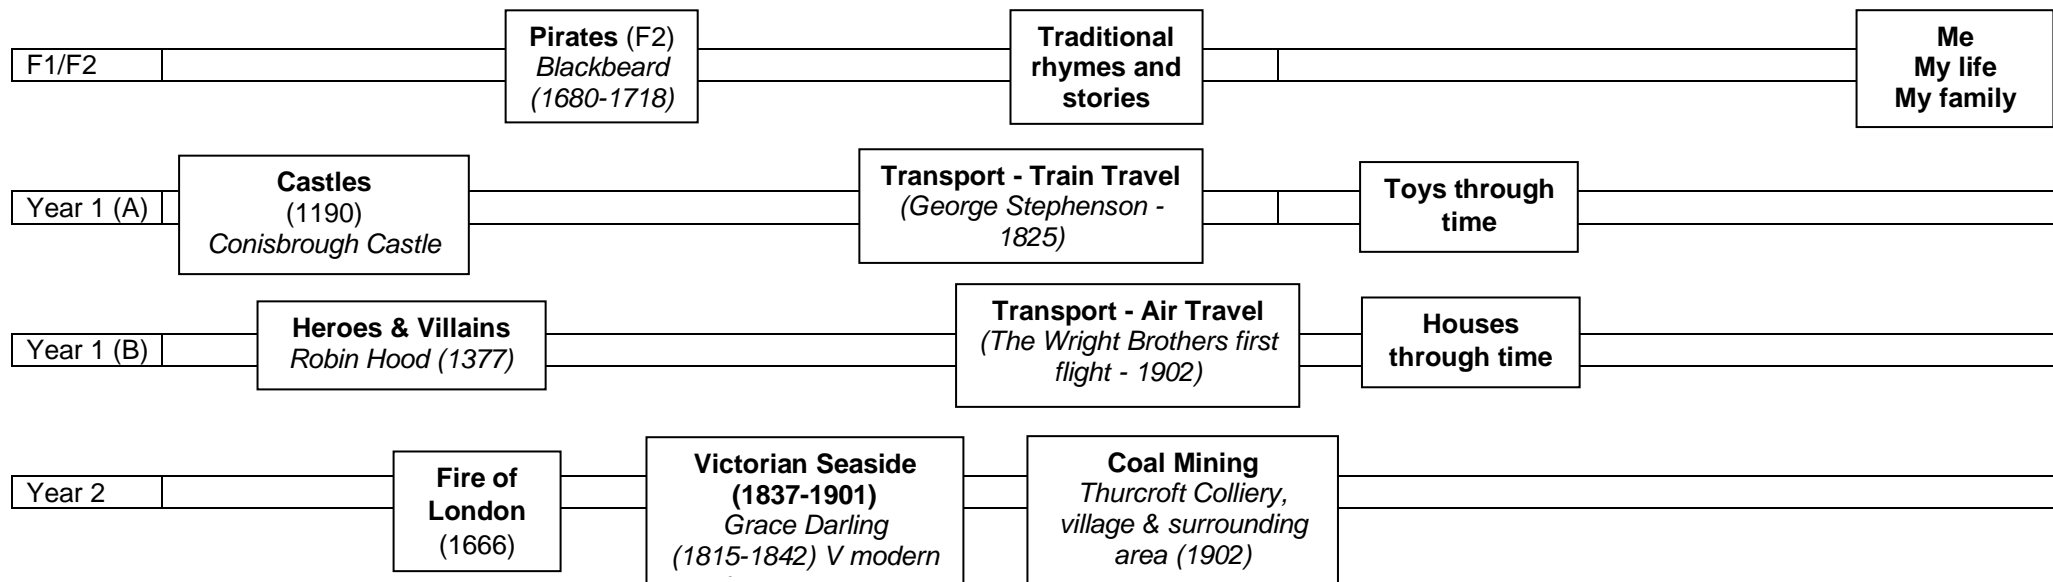 F1/F2
Pirates (F2)
Blackbeard
(1680-1718)
Traditional
rhymes and
stories
Me
My life
My family
Year 1 (A)
Castles
(1190)
Conisbrough Castle
Transport - Train Travel
(George Stephenson -
1825)
Toys through
time
Year 1 (B)
Heroes & Villains
Robin Hood (1377)
Transport - Air Travel
(The Wright Brothers first
flight - 1902)
Houses
through time
Year 2
Fire of
London
(1666)
Victorian Seaside
(1837-1901)
Grace Darling
(1815-1842) V modern
Coal Mining
Thurcroft Colliery,
village & surrounding
area (1902)